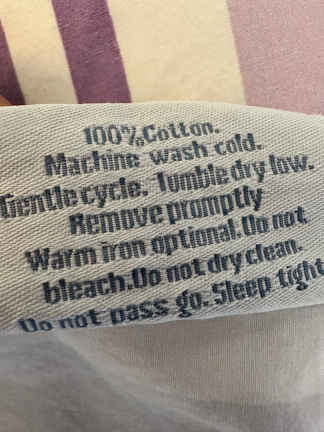 100% Cotton.
Machine wash cold.
Gentle cycle. Tumble dry low.
Remove promptly
Warm iron optional. Do not
bleach. Do not dry clean.
Do not pass go. Sleep tight